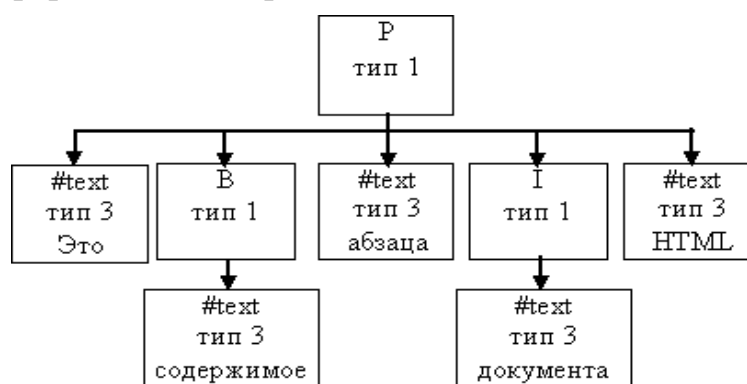 P
тип 1
#text
тип 3
Это
B
тип 1
#text
тип 3
абзаца
I
тип 1
#text
тип 3
HTML
#text
тип 3
содержимое
#text
тип 3
документа